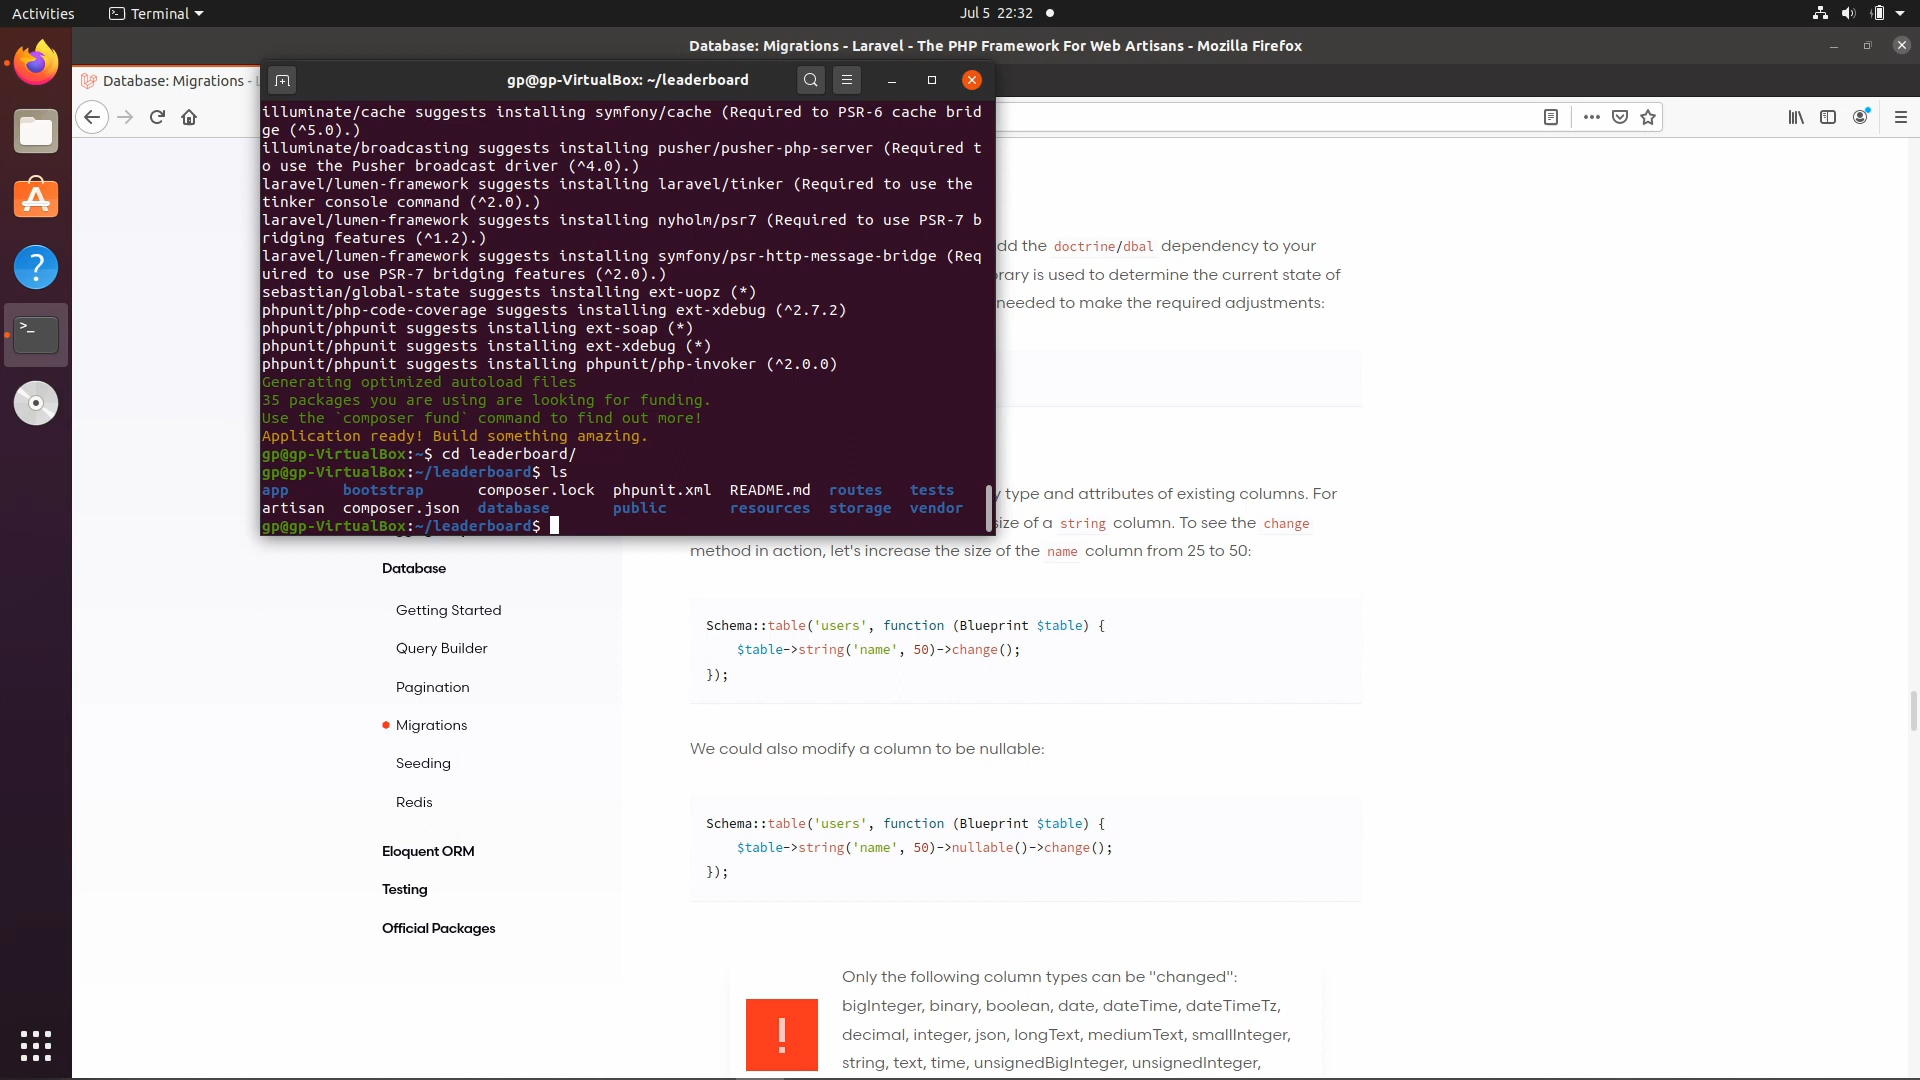 Activities
Terminal
Jul 5 22:32
Database: Migrations - Laravel - The PHP Framework For Web Artisans - Mozilla Firefox
Database: Migrations -
gp@gp-VirtualBox: ~/leaderboard
illuminate/cache suggests installing symfony/cache (Required to PSR-6 cache brid
ge (^5.0).)
illuminate/broadcasting suggests installing pusher/pusher-php-server (Required t
o use the Pusher broadcast driver (^4.0).)
laravel/lumen-framework suggests installing laravel/tinker (Required to use the
tinker console command (^2.0).)
laravel/lumen-framework suggests installing nyholm/psr7 (Required to use PSR-7 b
ridging features (^1.2).)
laravel/lumen-framework suggests installing symfony/psr-http-message-bridge (Req
uired to use PSR-7 bridging features (^2.0).)
sebastian/global-state suggests installing ext-uopz (*)
phpunit/php-code-coverage suggests installing ext-xdebug (^2.7.2)
phpunit/phpunit suggests installing ext-soap (*)
phpunit/phpunit suggests installing ext-xdebug (*)
phpunit/phpunit suggests installing phpunit/php-invoker (^2.0.0)
Generating optimized autoload files
35 packages you are using are looking for funding.
Use the `composer fund` command to find out more!
Application ready! Build something amazing.
gp@gp-VirtualBox:~$ cd leaderboard/
gp@gp-VirtualBox:~/leaderboard$ ls
app bootstrap composer.lock phpunit.xml README.md routes tests
artisan composer.json database public resources storage vendor
gp@gp-VirtualBox:~/leaderboard$
dd the doctrine/dbal dependency to your
rary is used to determine the current state of
needed to make the required adjustments:
y type and attributes of existing columns. For
size of a string column. To see the change
method in action, let's increase the size of the name column from 25 to 50:
Database
Getting Started
Query Builder
Pagination
Migrations
Seeding
Redis
Eloquent ORM
Testing
Official Packages
Schema::table('users', function (Blueprint $table) {
$table->string('name', 50)->change();
});
We could also modify a column to be nullable:
Schema::table('users', function (Blueprint $table) {
$table->string('name', 50)->nullable()->change();
});
!
Only the following column types can be "changed":
bigInteger, binary, boolean, date, dateTime, dateTimeTz,
decimal, integer, json, longText, mediumText, smallInteger,
string, text, time, unsignedBigInteger, unsignedInteger,